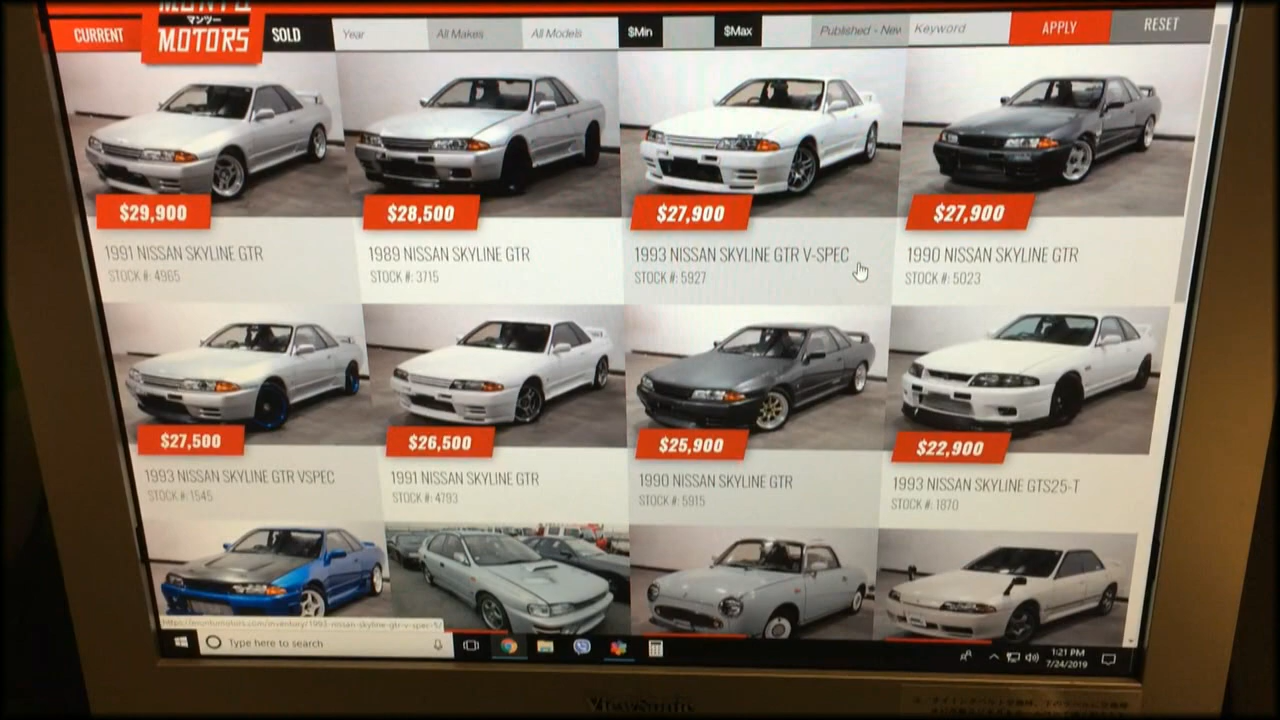 CURRENT
マンツー
MOTORS
SOLD
Year
All Makes
All Models
$Min
$Max
Published - New
Keyword
APPLY
RESET
$29,900
$28,500
$27,900
$27,900
1991 NISSAN SKYLINE GTR
1989 NISSAN SKYLINE GTR
1993 NISSAN SKYLINE GTR V-SPEC
1990 NISSAN SKYLINE GTR
STOCK #: 4965
STOCK #: 3715
STOCK #: 5927
STOCK #: 5023
$27,500
$26,500
$25,900
$22,900
1993 NISSAN SKYLINE GTR VSPEC
1991 NISSAN SKYLINE GTR
1990 NISSAN SKYLINE GTR
1993 NISSAN SKYLINE GTS25-T
STOCK #: 1545
STOCK #: 4793
STOCK #: 5915
STOCK #: 1870
Type here to search
1:21 PM
7/24/2019
ViewSonic